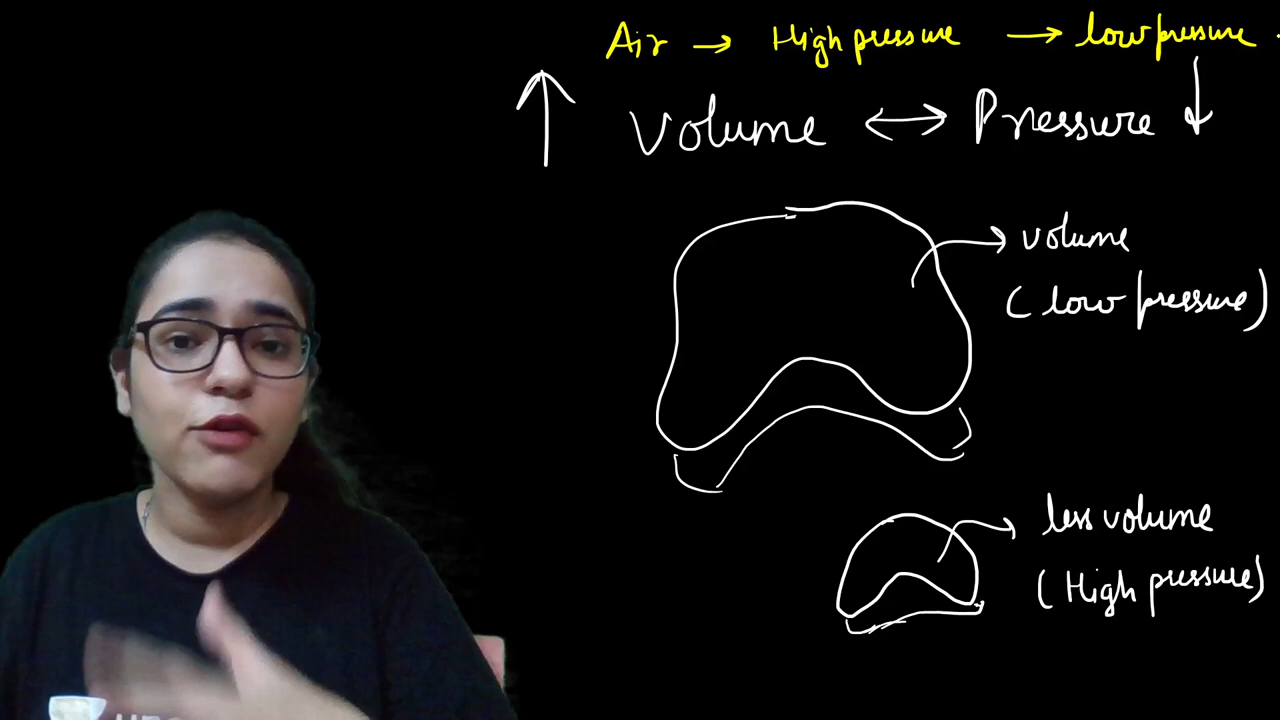 Air → High pressure → low pressure
↑ Volume ↔ Pressure ↓
volume
(low pressure)
less volume
(High pressure)